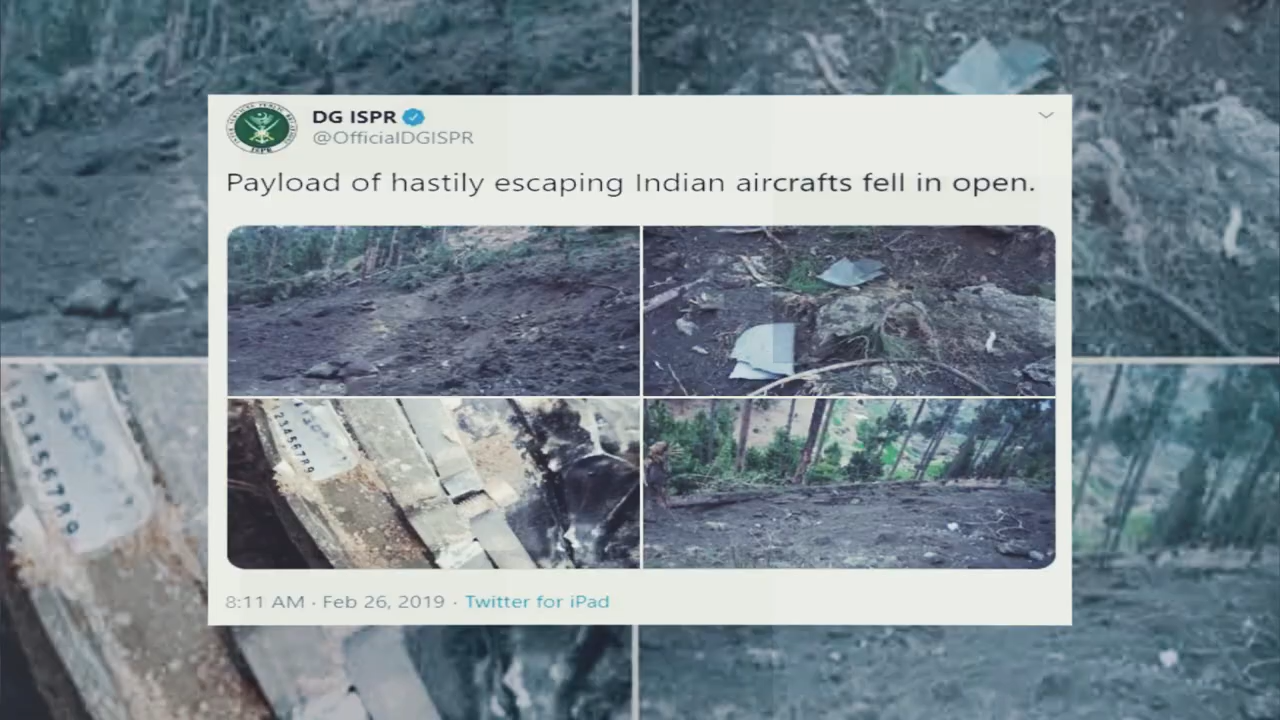 DG ISPR
@OfficialDGISPR
Payload of hastily escaping Indian aircrafts fell in open.
8:11 AM · Feb 26, 2019 · Twitter for iPad
ISPR